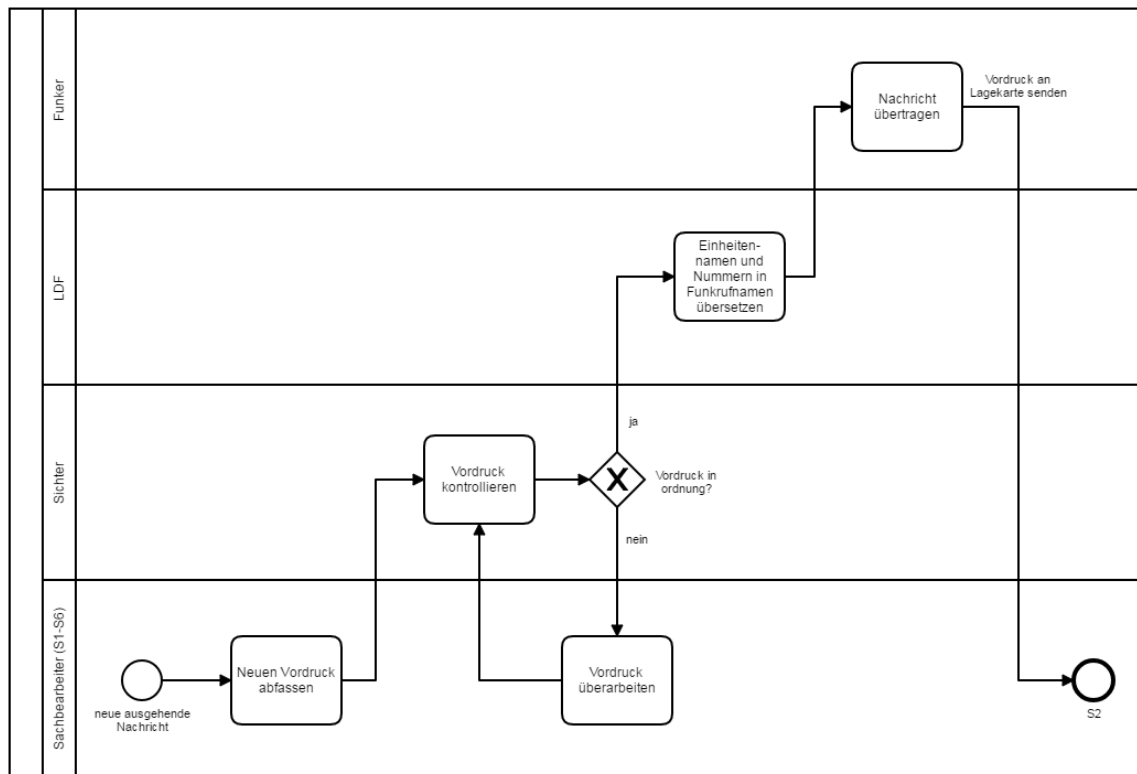 Funker
Nachricht
übertragen
Vordruck an
Lagekarte senden
LDF
Einheiten-
namen und
Nummern in
Funkrufnamen
übersetzen
Sichter
Vordruck
kontrollieren
ja
Vordruck in
ordnung?
nein
Sachbearbeiter (S1-S6)
neue ausgehende
Nachricht
Neuen Vordruck
abfassen
Vordruck
überarbeiten
S2